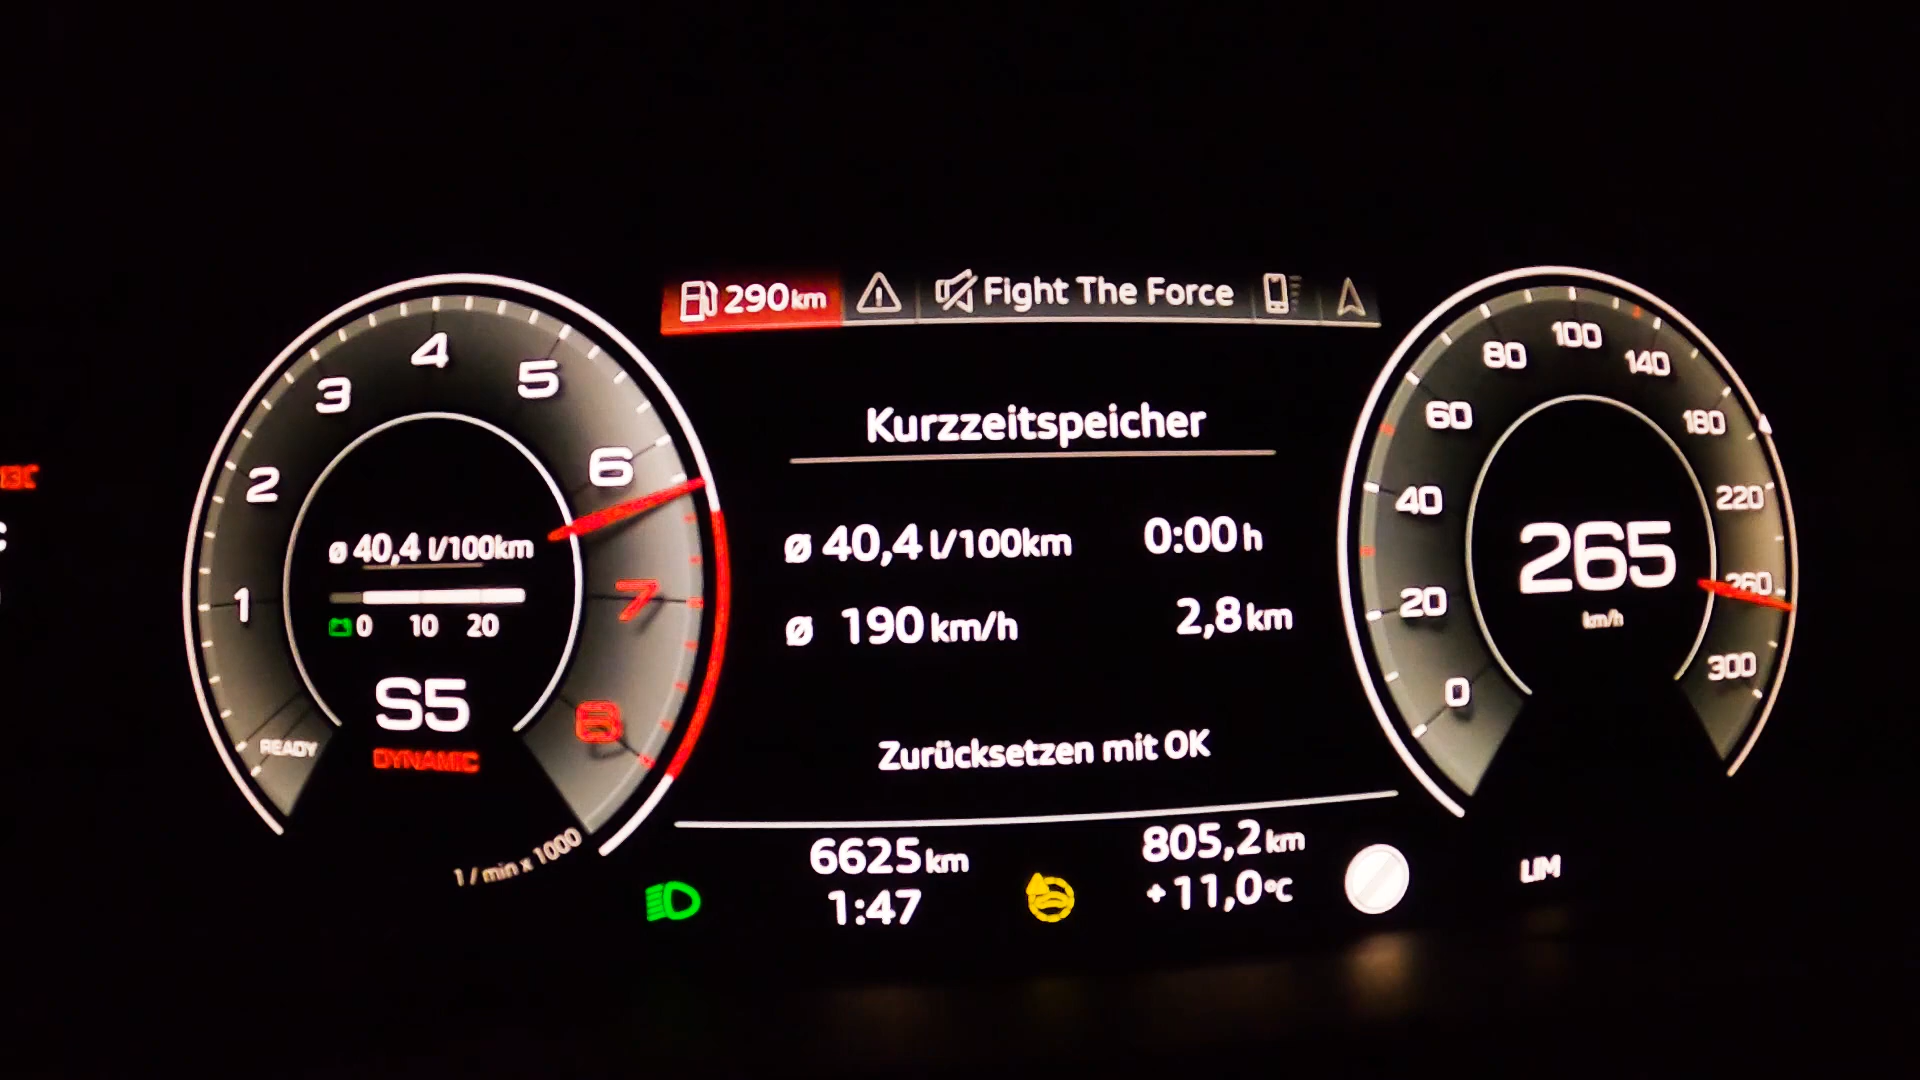 290 km
Fight The Force
1
2
3
4
5
6
7
8
READY
ø 40,4 l/100km
0 10 20
S5
DYNAMIC
1 / min x 1000
Kurzzeitspeicher
ø 40,4 l/100km 0:00 h
ø 190 km/h 2,8 km
Zurücksetzen mit OK
6625 km
805,2 km
1:47
+11,0°C
0
20
40
60
80
100
140
180
220
260
300
265
km/h
LIM